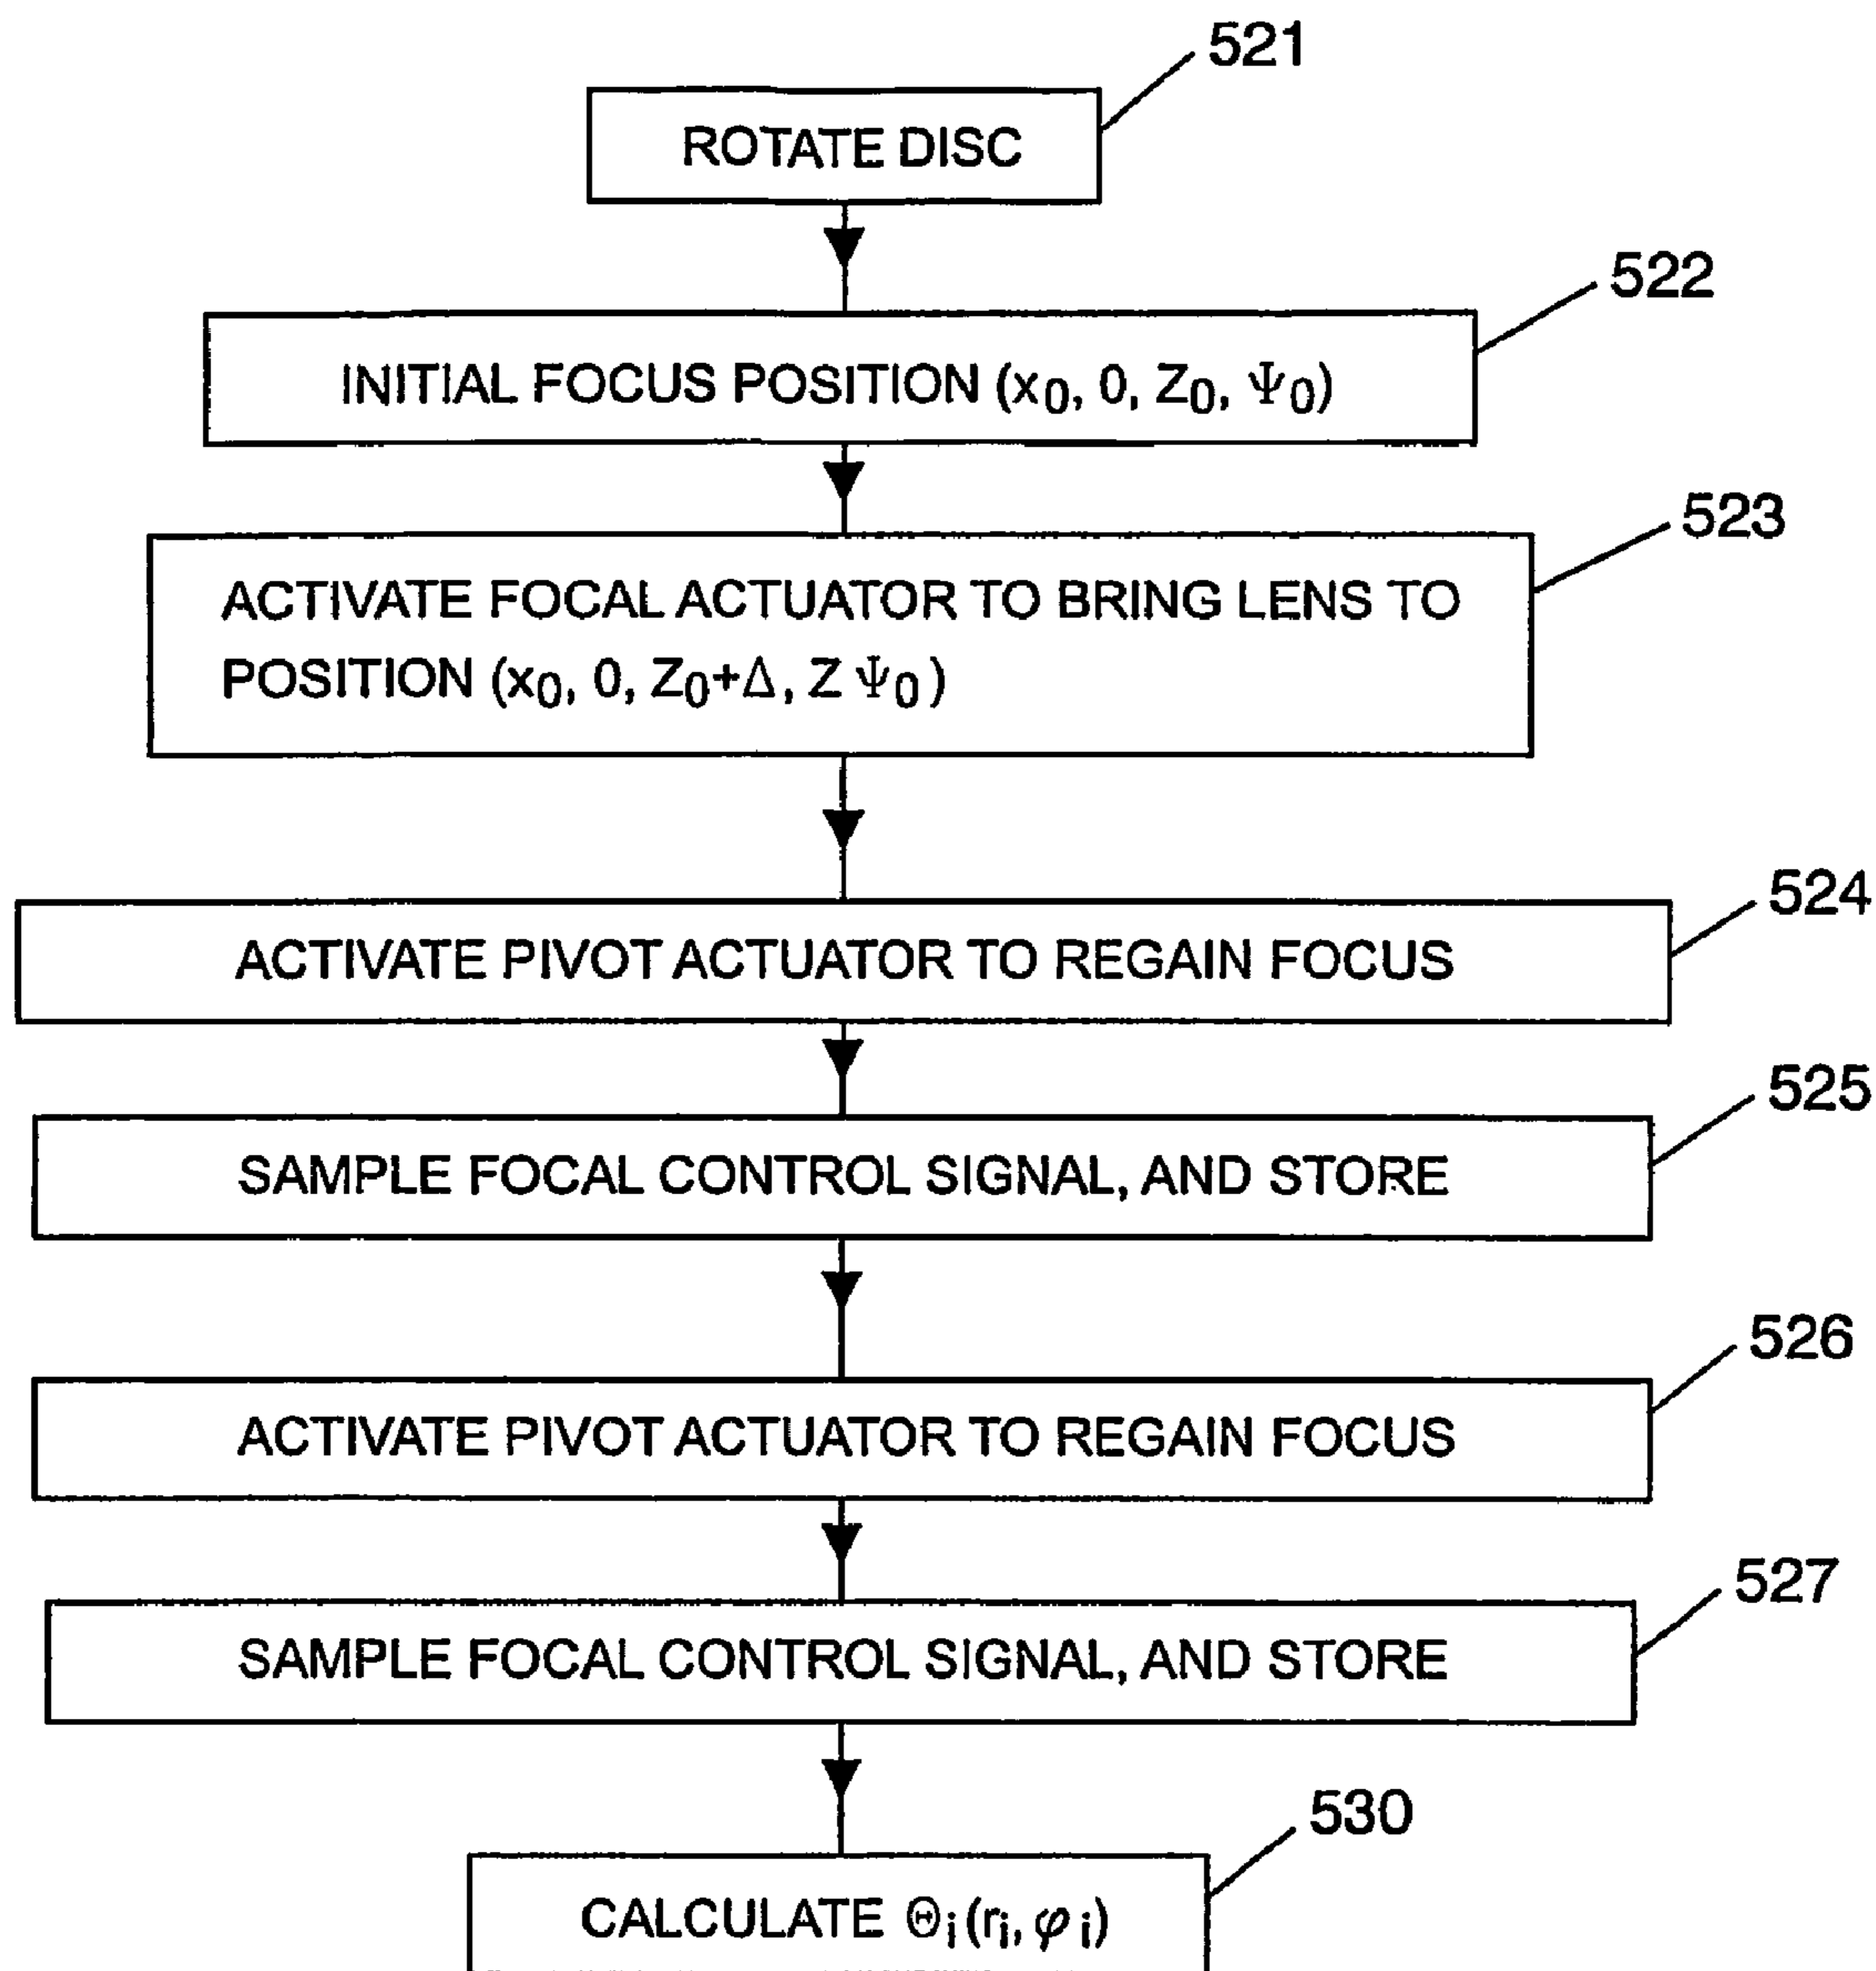 521
ROTATE DISC
522
INITIAL FOCUS POSITION (x₀, 0, Z₀, Ψ₀)
523
ACTIVATE FOCAL ACTUATOR TO BRING LENS TO
POSITION (x₀, 0, Z₀+Δ, Z Ψ₀)
524
ACTIVATE PIVOT ACTUATOR TO REGAIN FOCUS
525
SAMPLE FOCAL CONTROL SIGNAL, AND STORE
526
ACTIVATE PIVOT ACTUATOR TO REGAIN FOCUS
527
SAMPLE FOCAL CONTROL SIGNAL, AND STORE
530
CALCULATE Θᵢ(rᵢ, φᵢ)